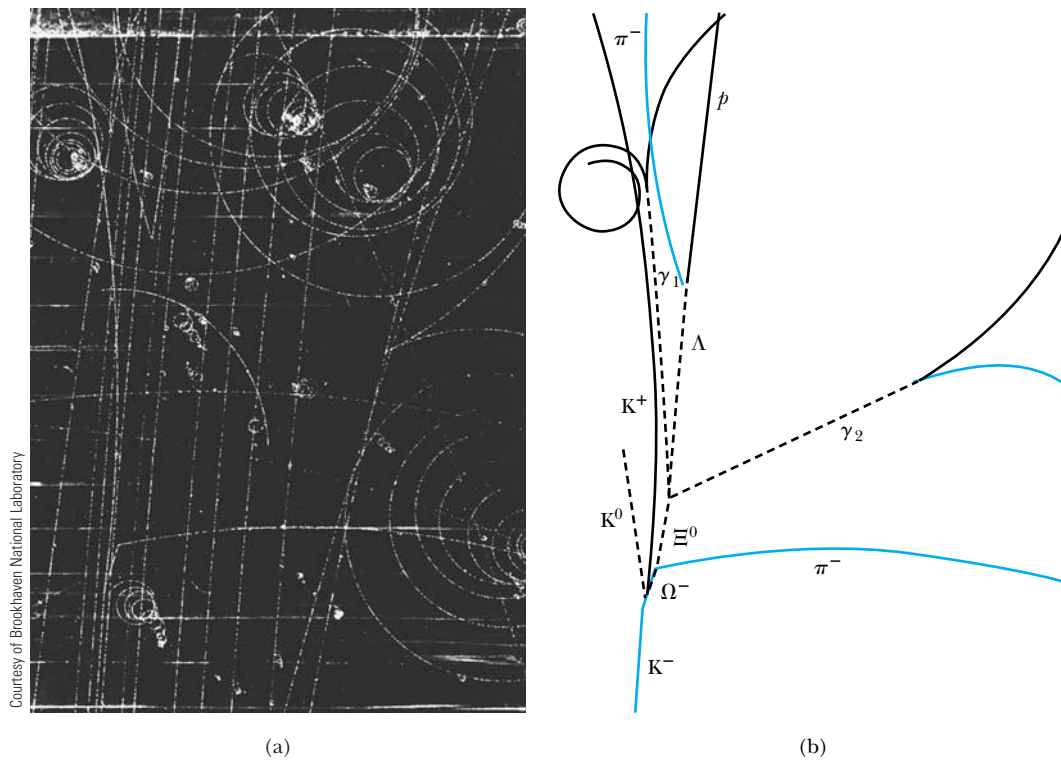 Courtesy of Brookhaven National Laboratory
π−
p
γ1
Λ
K+
γ2
K0
Ξ0
π−
Ω−
K−
(a)
(b)